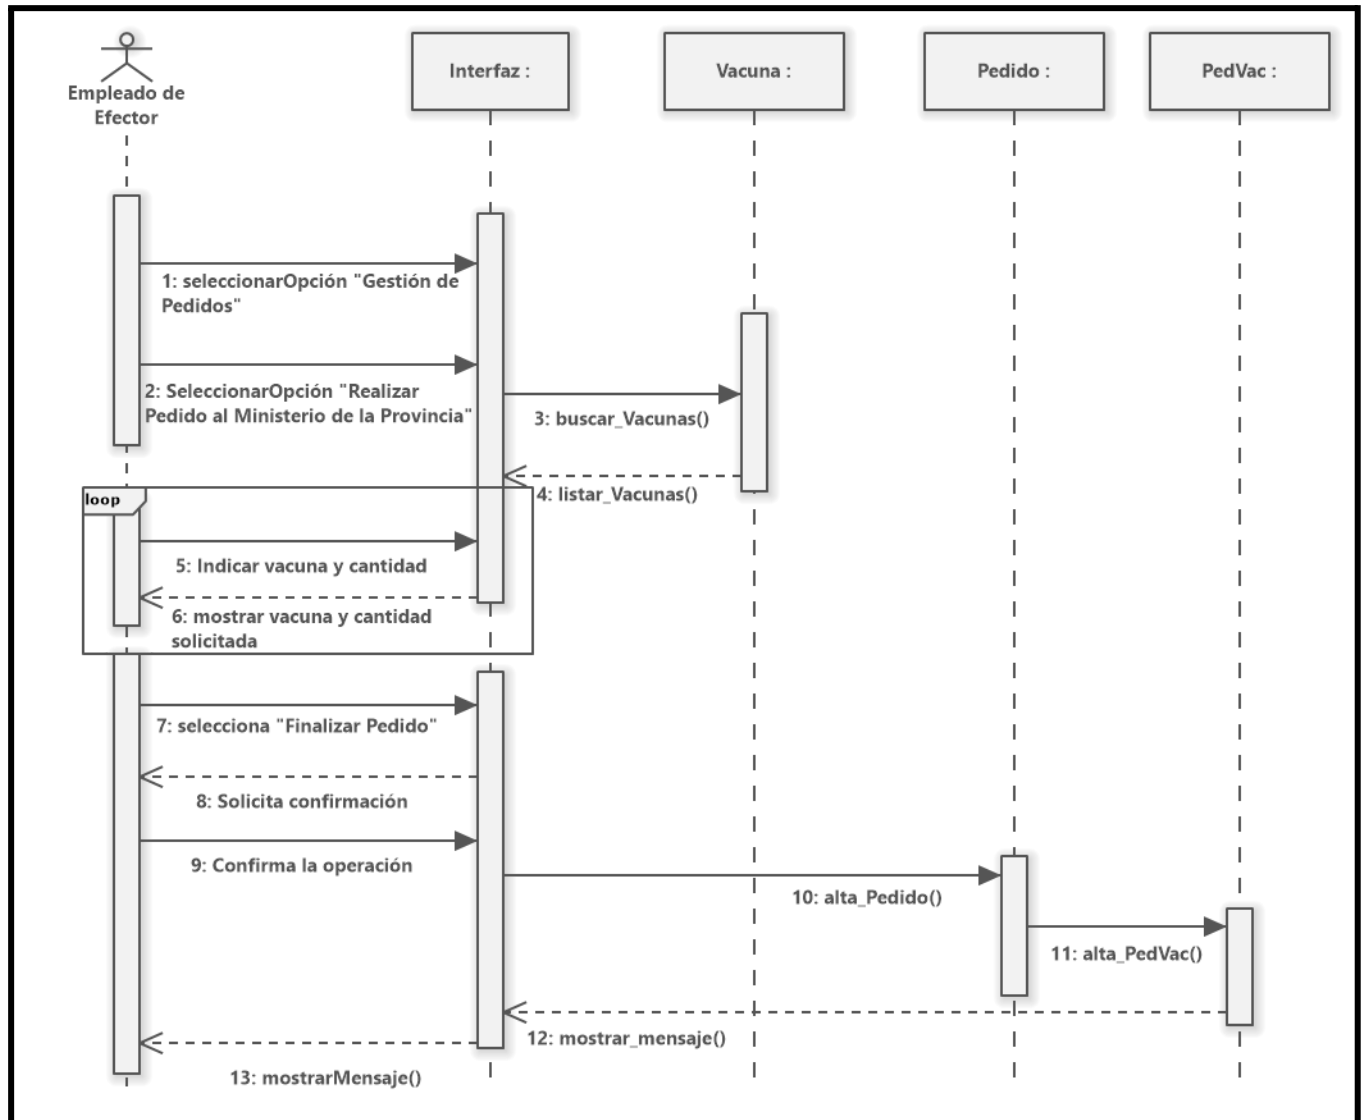 Empleado de
Efector
Interfaz :
Vacuna :
Pedido :
PedVac :
1: seleccionarOpción "Gestión de
Pedidos"
2: SeleccionarOpción "Realizar
Pedido al Ministerio de la Provincia"
3: buscar_Vacunas()
4: listar_Vacunas()
loop
5: Indicar vacuna y cantidad
6: mostrar vacuna y cantidad
solicitada
7: selecciona "Finalizar Pedido"
8: Solicita confirmación
9: Confirma la operación
10: alta_Pedido()
11: alta_PedVac()
12: mostrar_mensaje()
13: mostrarMensaje()